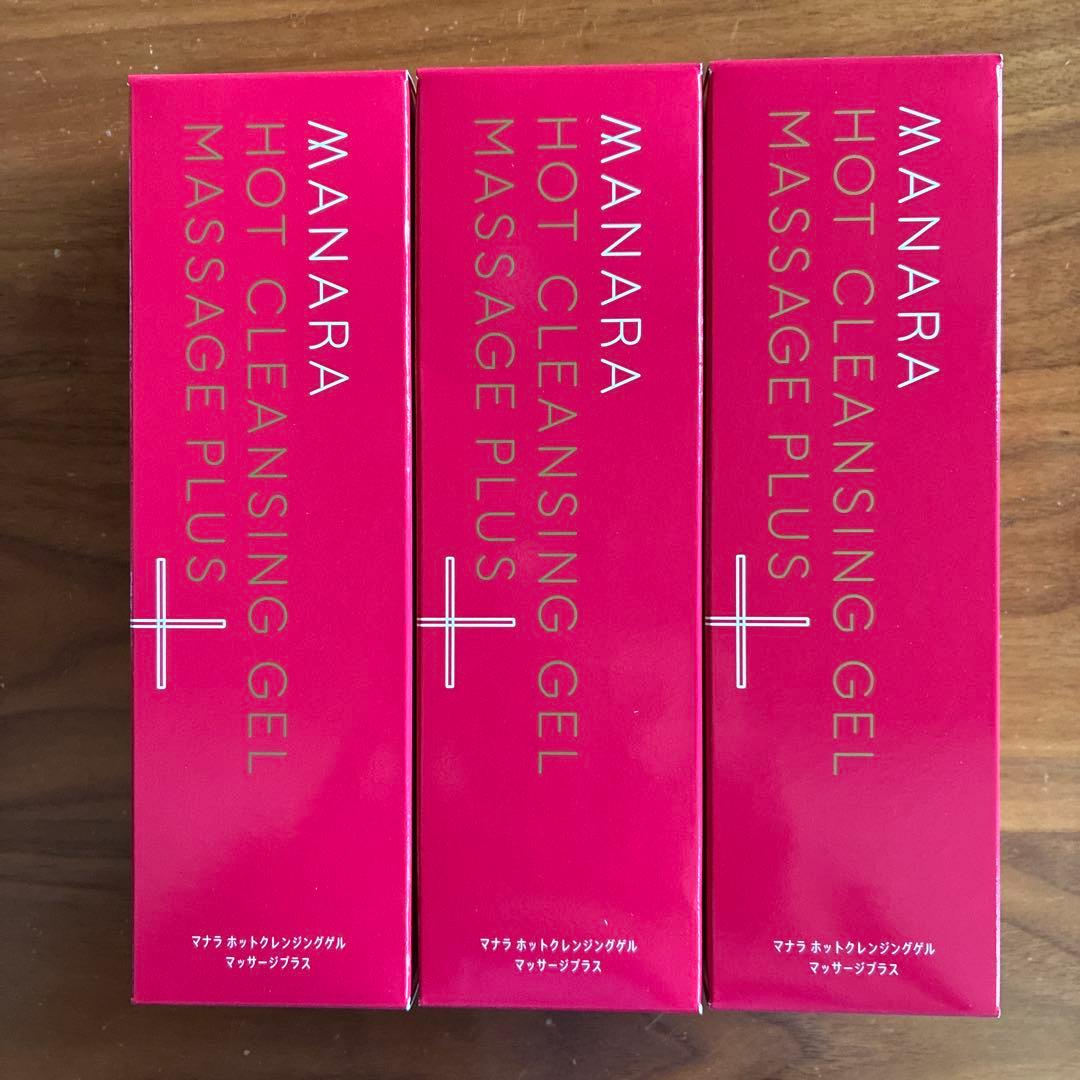 MANARA
HOT CLEANSING GEL
MASSAGE PLUS
マナラ ホットクレンジングゲル
マッサージプラス
MANARA
HOT CLEANSING GEL
MASSAGE PLUS
マナラ ホットクレンジングゲル
マッサージプラス
MANARA
HOT CLEANSING GEL
MASSAGE PLUS
マナラ ホットクレンジングゲル
マッサージプラス